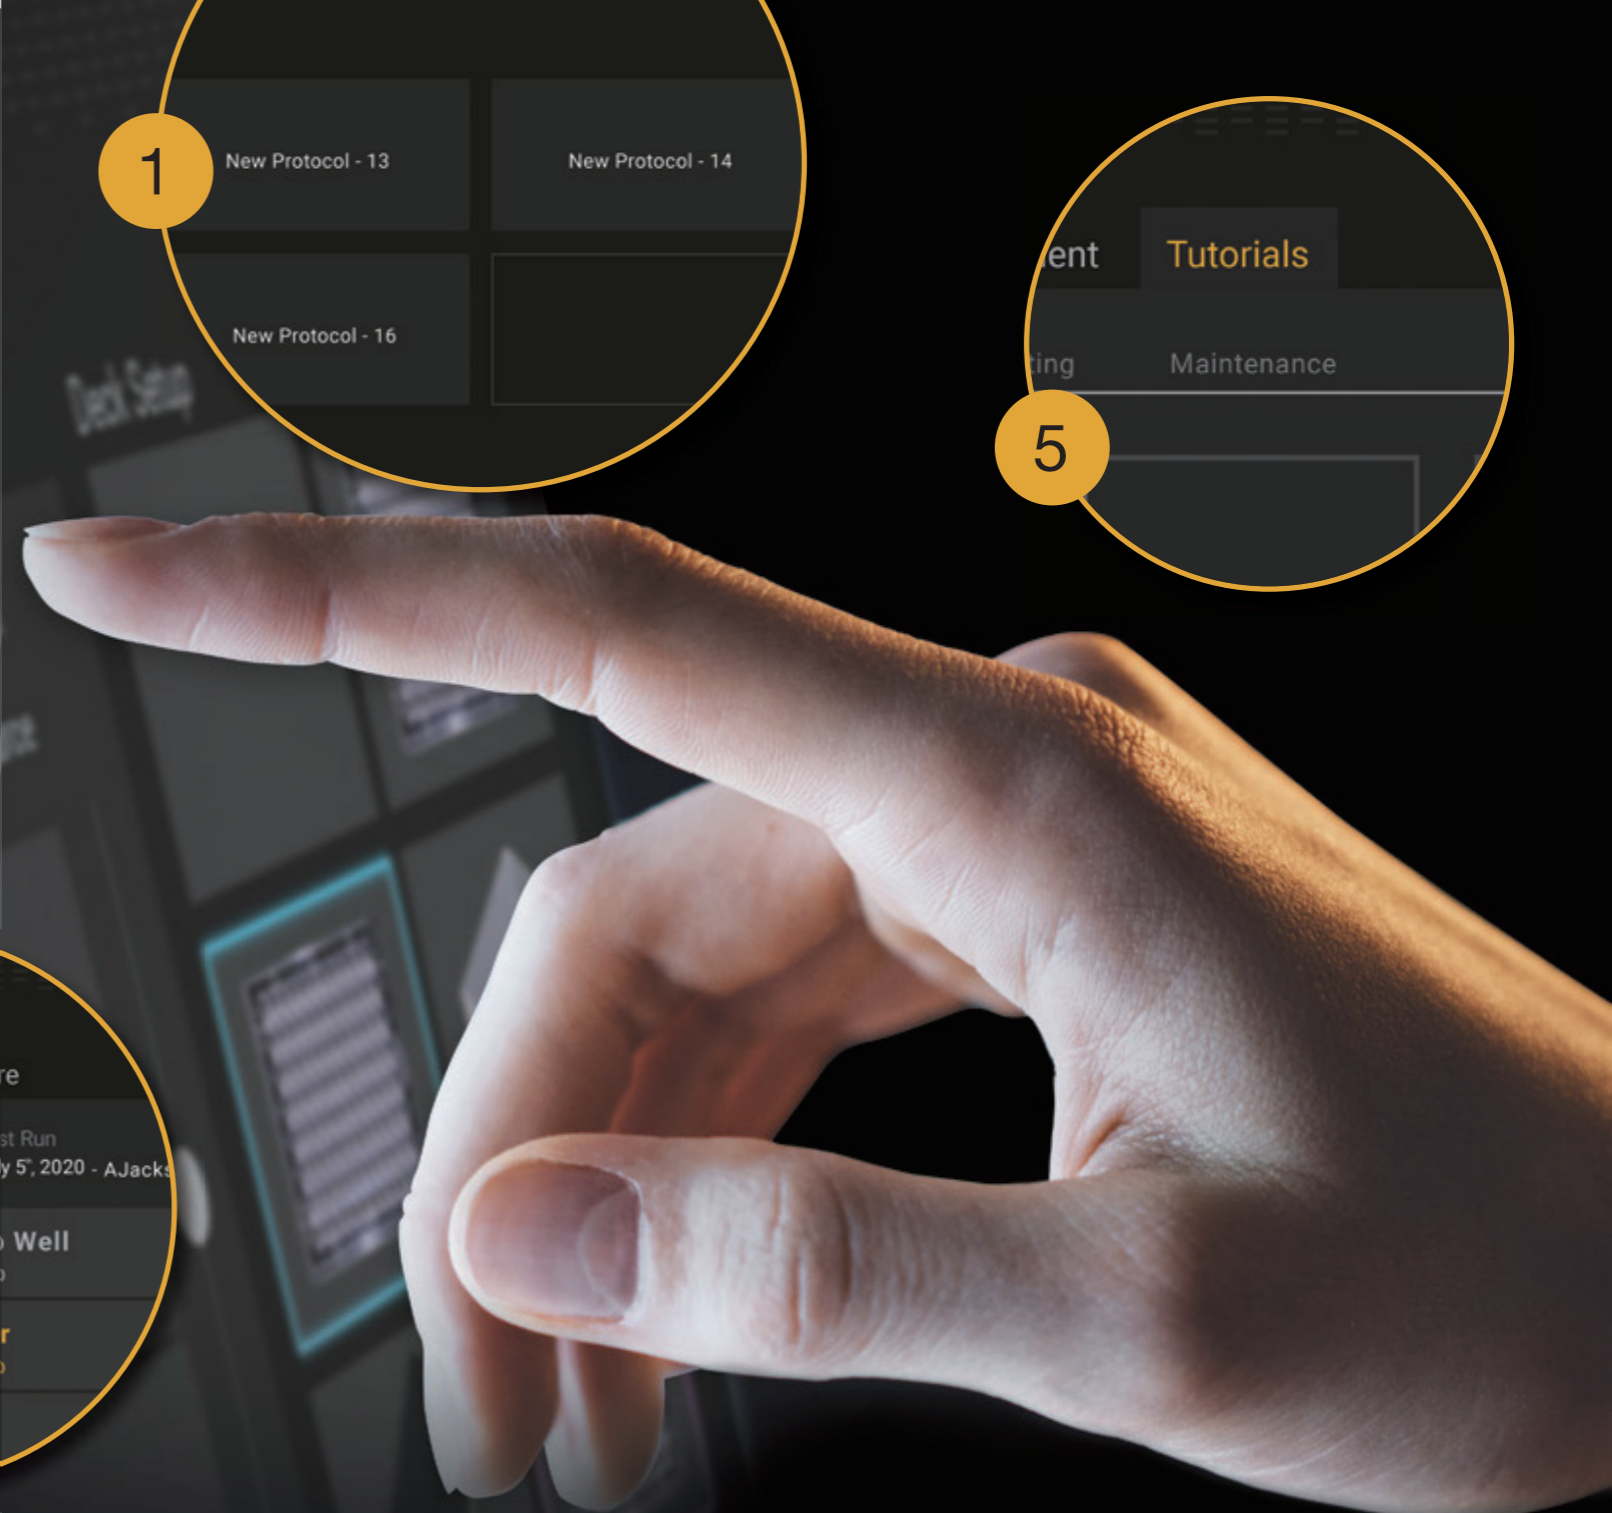 1
New Protocol - 13
New Protocol - 14
New Protocol - 16
Deck Setup
ent
Tutorials
ting
Maintenance
5
re
st Run
y 5", 2020 - AJacks
o Well
r